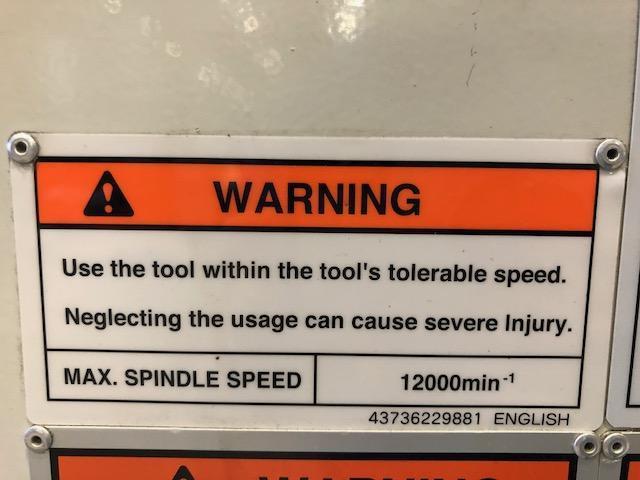 WARNING
Use the tool within the tool's tolerable speed.
Neglecting the usage can cause severe Injury.
MAX. SPINDLE SPEED 12000min⁻¹
43736229881 ENGLISH
WARNING